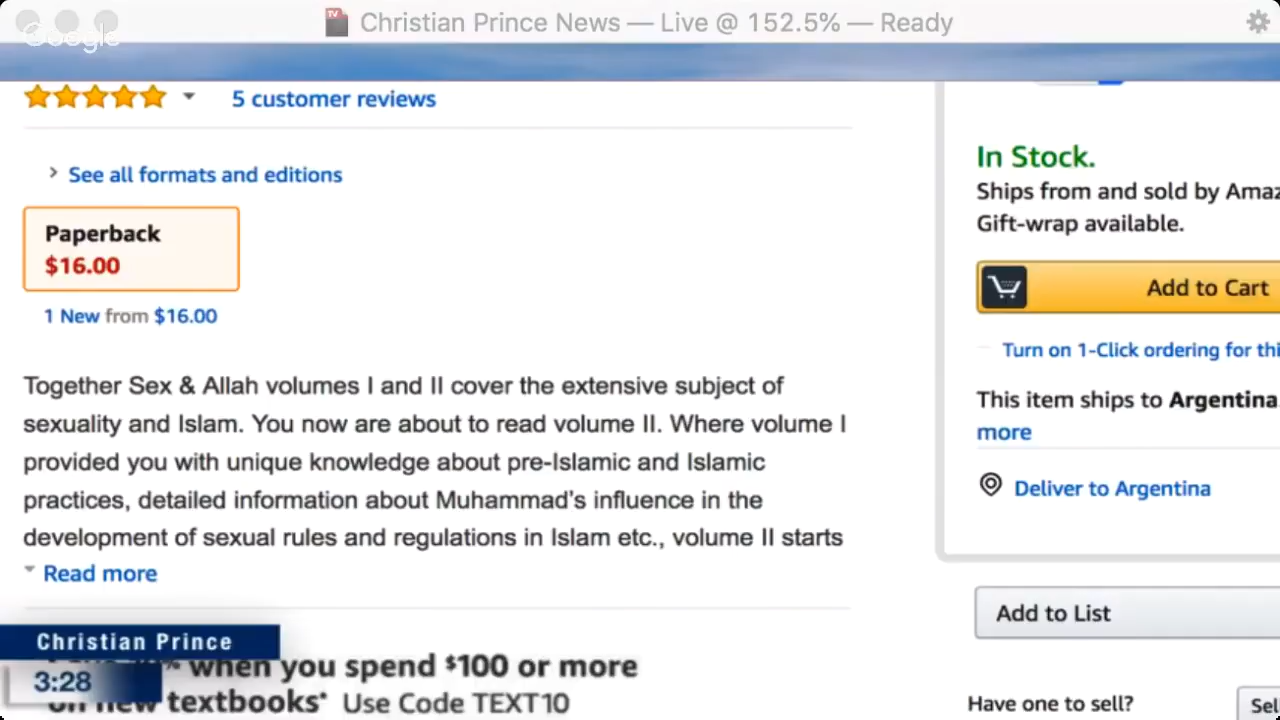 Christian Prince News — Live @ 152.5% — Ready
Google
5 customer reviews
See all formats and editions
Paperback
$16.00
1 New from $16.00
Together Sex & Allah volumes I and II cover the extensive subject of
sexuality and Islam. You now are about to read volume II. Where volume I
provided you with unique knowledge about pre-Islamic and Islamic
practices, detailed information about Muhammad's influence in the
development of sexual rules and regulations in Islam etc., volume II starts
Read more
Christian Prince
3:28
when you spend $100 or more
on new textbooks* Use Code TEXT10
In Stock.
Ships from and sold by Amaz
Gift-wrap available.
Add to Cart
Turn on 1-Click ordering for thi
This item ships to Argentina.
more
Deliver to Argentina
Add to List
Have one to sell?
Sel